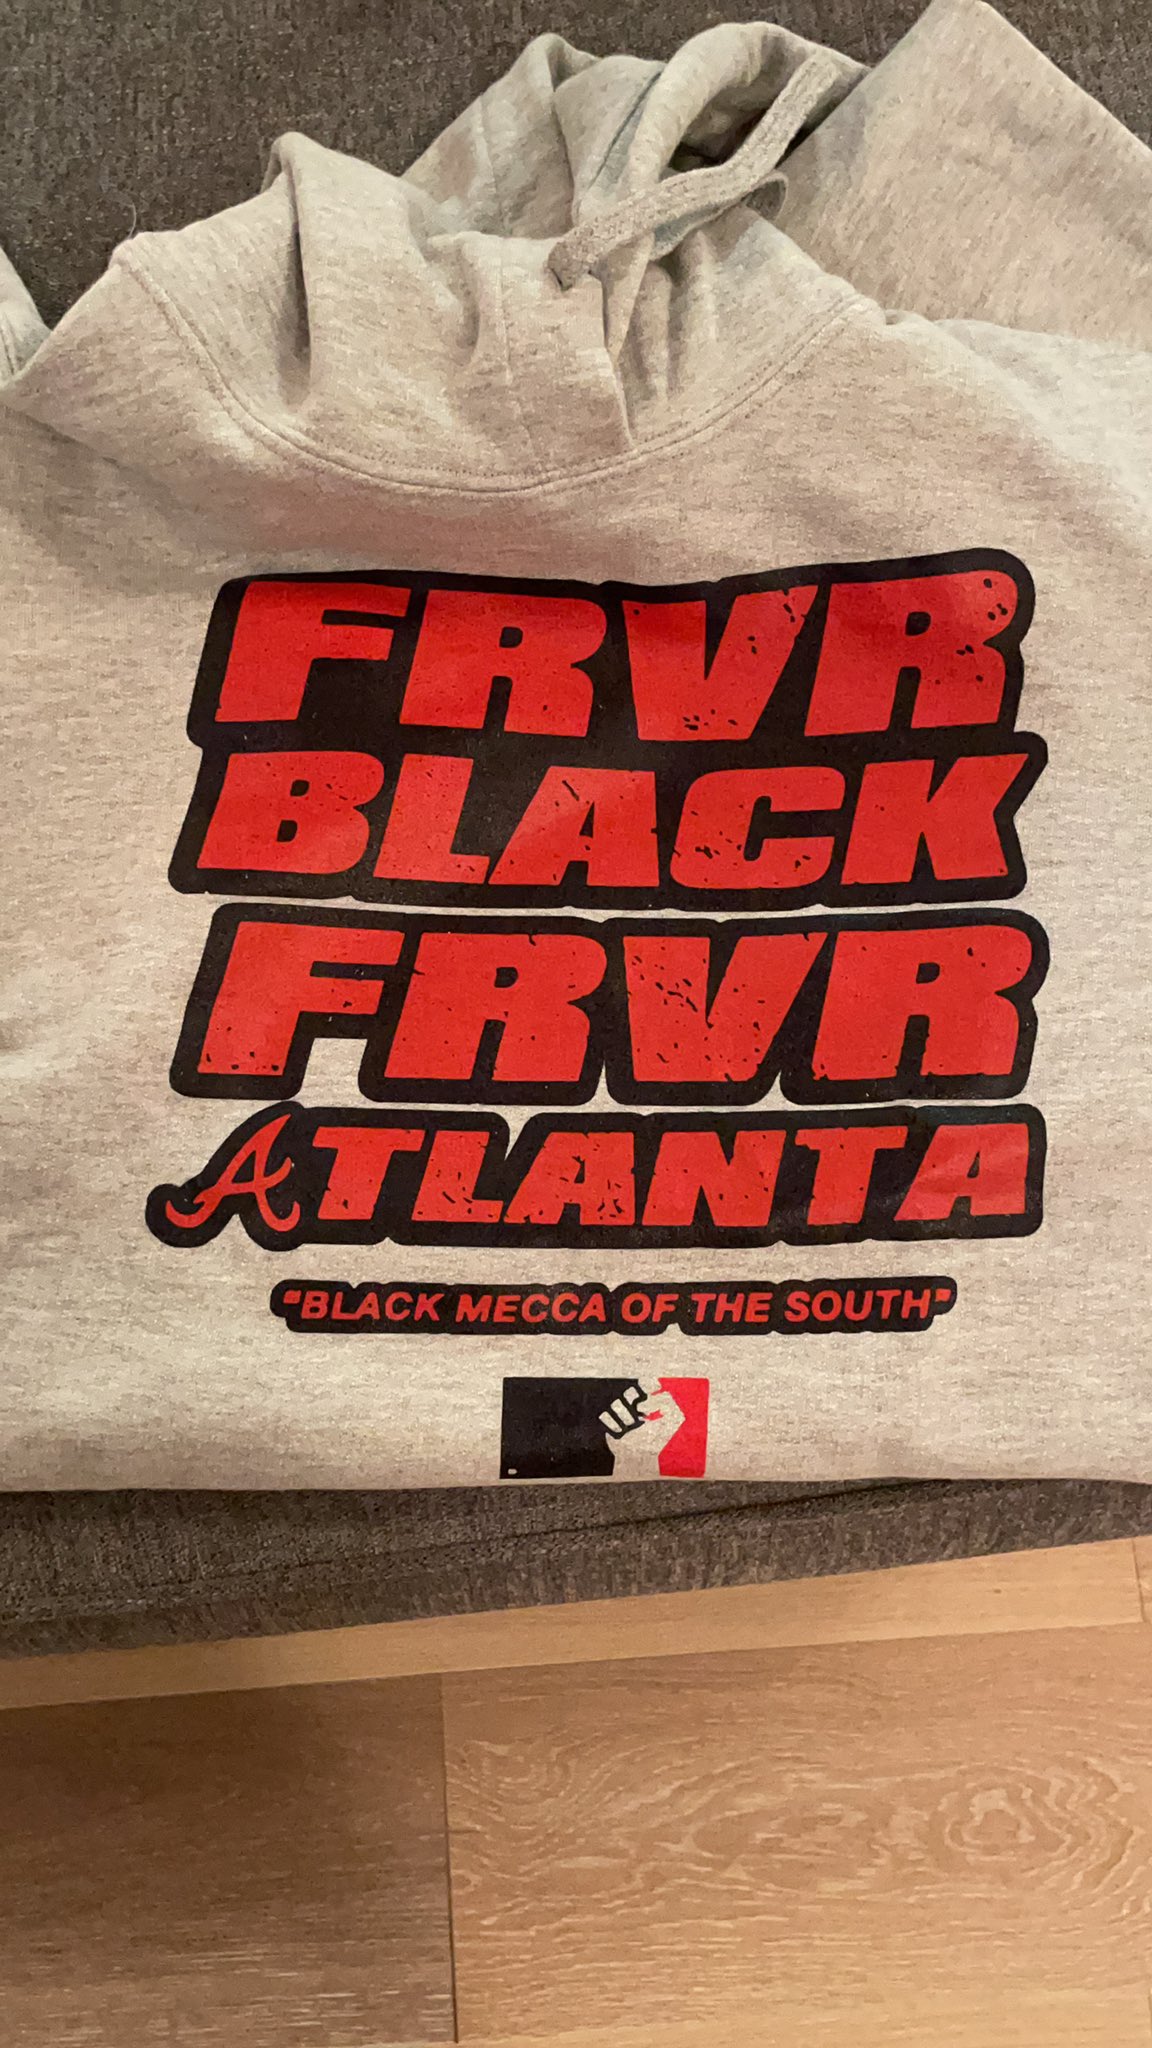 FRVR
BLACK
FRVR
ATLANTA
"BLACK MECCA OF THE SOUTH"